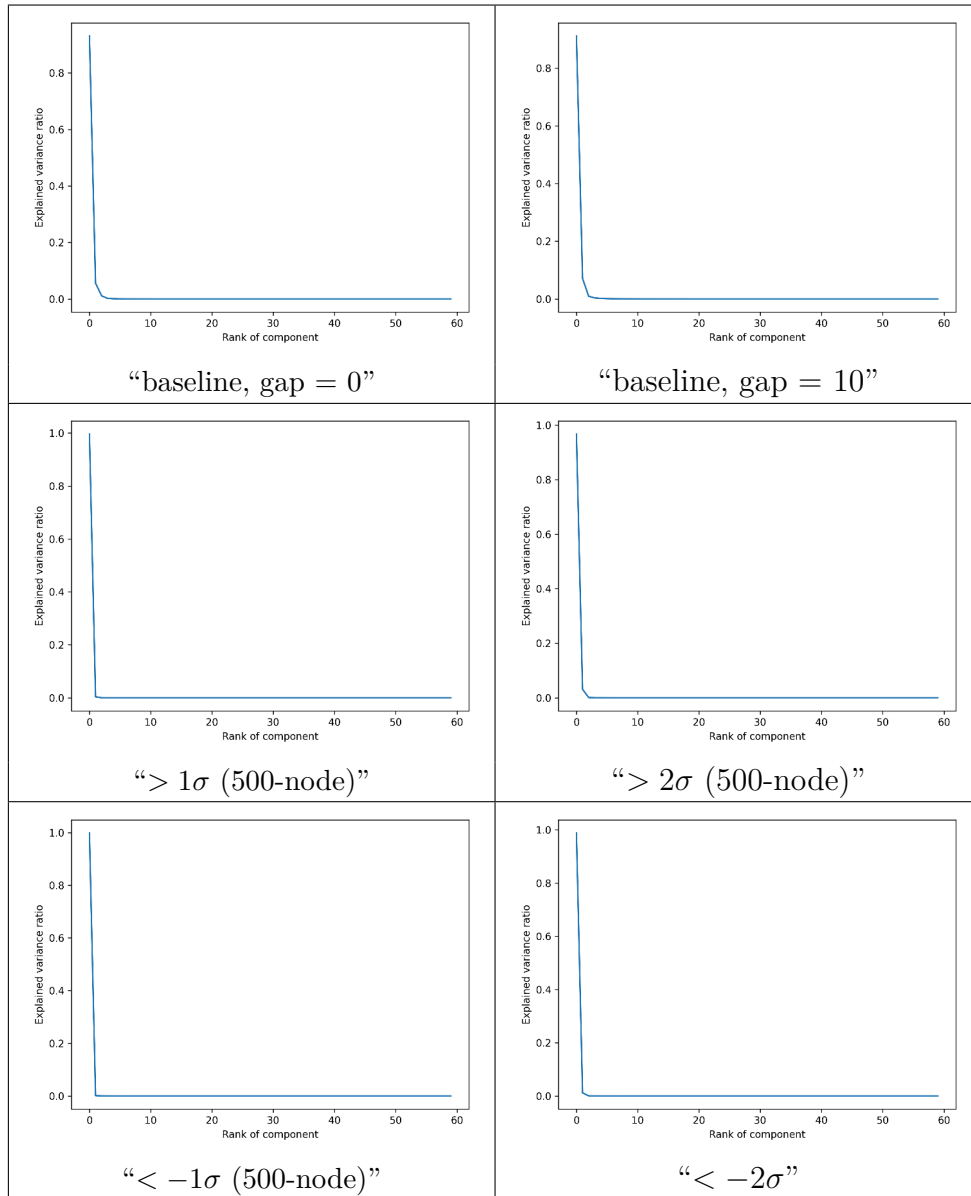 Explained variance ratio
0.8
0.6
0.4
0.2
0.0
0 10 20 30 40 50 60
Rank of component
“baseline, gap = 0”
Explained variance ratio
0.8
0.6
0.4
0.2
0.0
0 10 20 30 40 50 60
Rank of component
“baseline, gap = 10”
Explained variance ratio
1.0
0.8
0.6
0.4
0.2
0.0
0 10 20 30 40 50 60
Rank of component
“> 1σ (500-node)”
Explained variance ratio
1.0
0.8
0.6
0.4
0.2
0.0
0 10 20 30 40 50 60
Rank of component
“> 2σ (500-node)”
Explained variance ratio
1.0
0.8
0.6
0.4
0.2
0.0
0 10 20 30 40 50 60
Rank of component
“< −1σ (500-node)”
Explained variance ratio
1.0
0.8
0.6
0.4
0.2
0.0
0 10 20 30 40 50 60
Rank of component
“< −2σ”